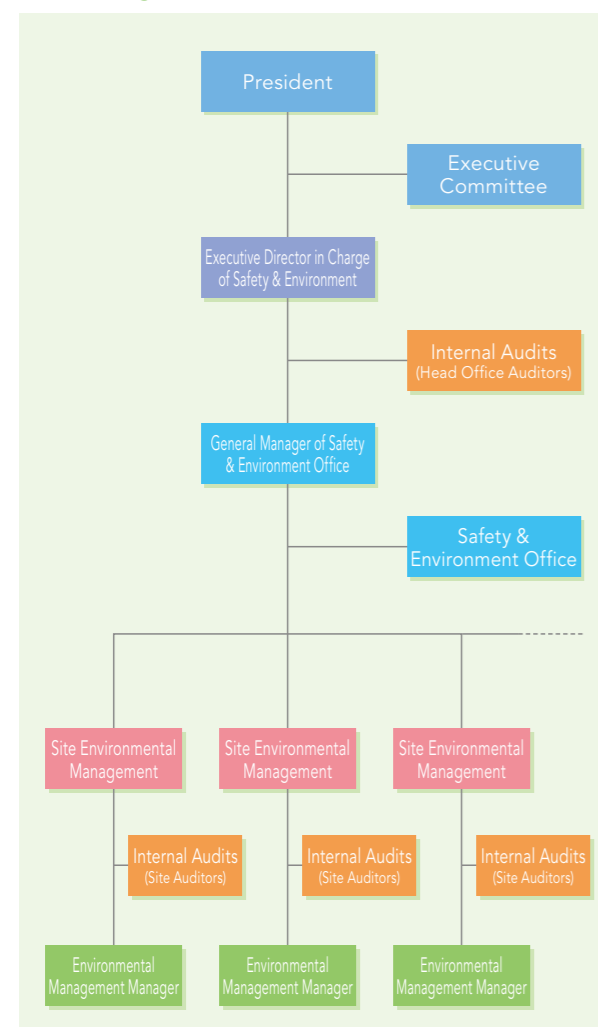 President
Executive
Committee
Executive Director in Charge
of Safety & Environment
Internal Audits
(Head Office Auditors)
General Manager of Safety
& Environment Office
Safety &
Environment Office
Site Environmental
Management
Site Environmental
Management
Site Environmental
Management
Internal Audits
(Site Auditors)
Internal Audits
(Site Auditors)
Internal Audits
(Site Auditors)
Environmental
Management Manager
Environmental
Management Manager
Environmental
Management Manager